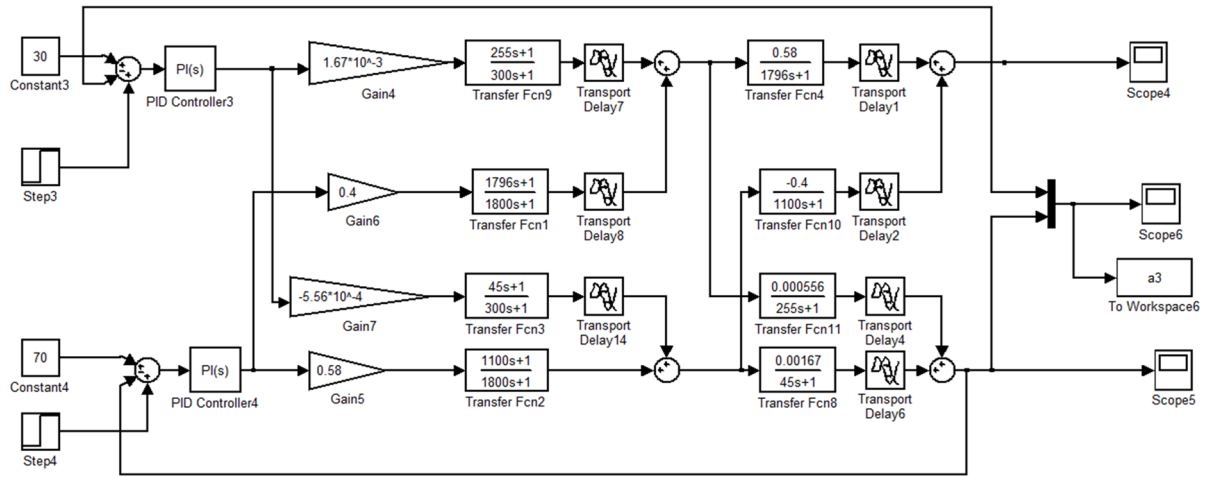 30
Constant3
PI(s)
PID Controller3
1.67*10^-3
Gain4
255s+1
300s+1
Transfer Fcn9
Transport
Delay7
0.58
1796s+1
Transfer Fcn4
Transport
Delay1
Scope4
Step3
0.4
Gain6
1796s+1
1800s+1
Transfer Fcn1
Transport
Delay8
-0.4
1100s+1
Transfer Fcn10
Transport
Delay2
Scope6
a3
To Workspace6
-5.56*10^-4
Gain7
45s+1
300s+1
Transfer Fcn3
Transport
Delay14
0.000556
255s+1
Transfer Fcn11
Transport
Delay4
70
Constant4
PI(s)
PID Controller4
0.58
Gain5
1100s+1
1800s+1
Transfer Fcn2
0.00167
45s+1
Transfer Fcn8
Transport
Delay6
Scope5
Step4